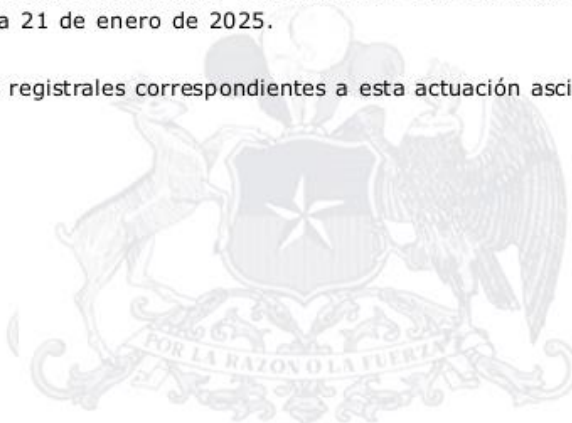 a 21 de enero de 2025.
registrales correspondientes a esta actuación asci
POR LA RAZON O LA FUERZA